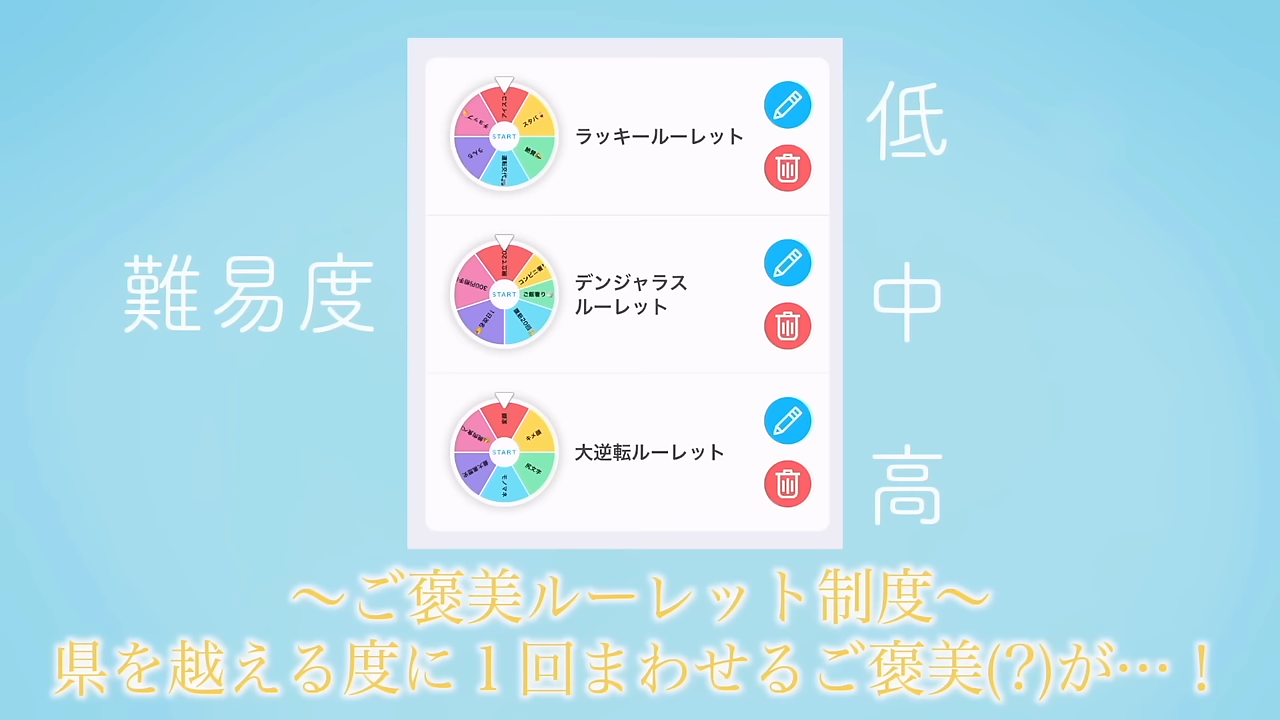 低
ラッキールーレット
START
難易度
中
デンジャラス
ルーレット
START
高
大逆転ルーレット
START
〜ご褒美ルーレット制度〜
県を越える度に１回まわせるご褒美(?)が…！